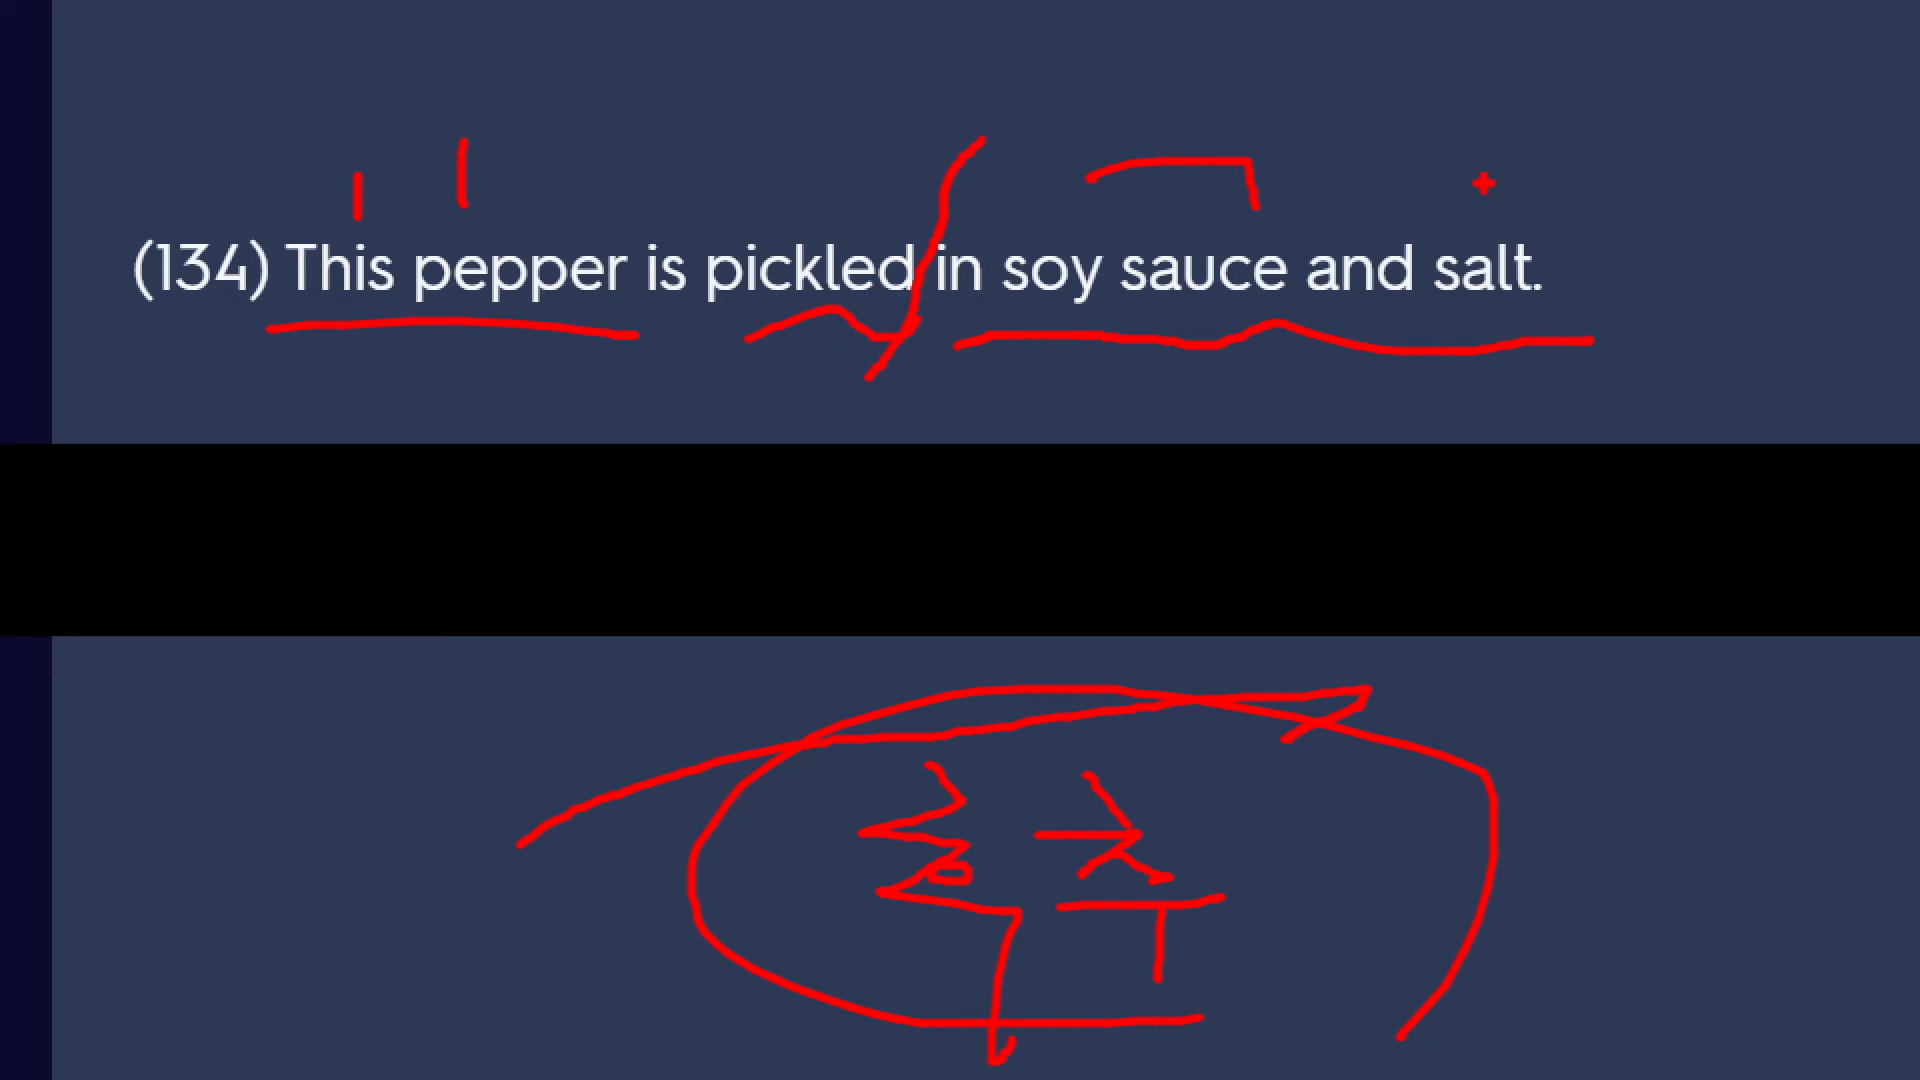 (134) This pepper is pickled in soy sauce and salt.